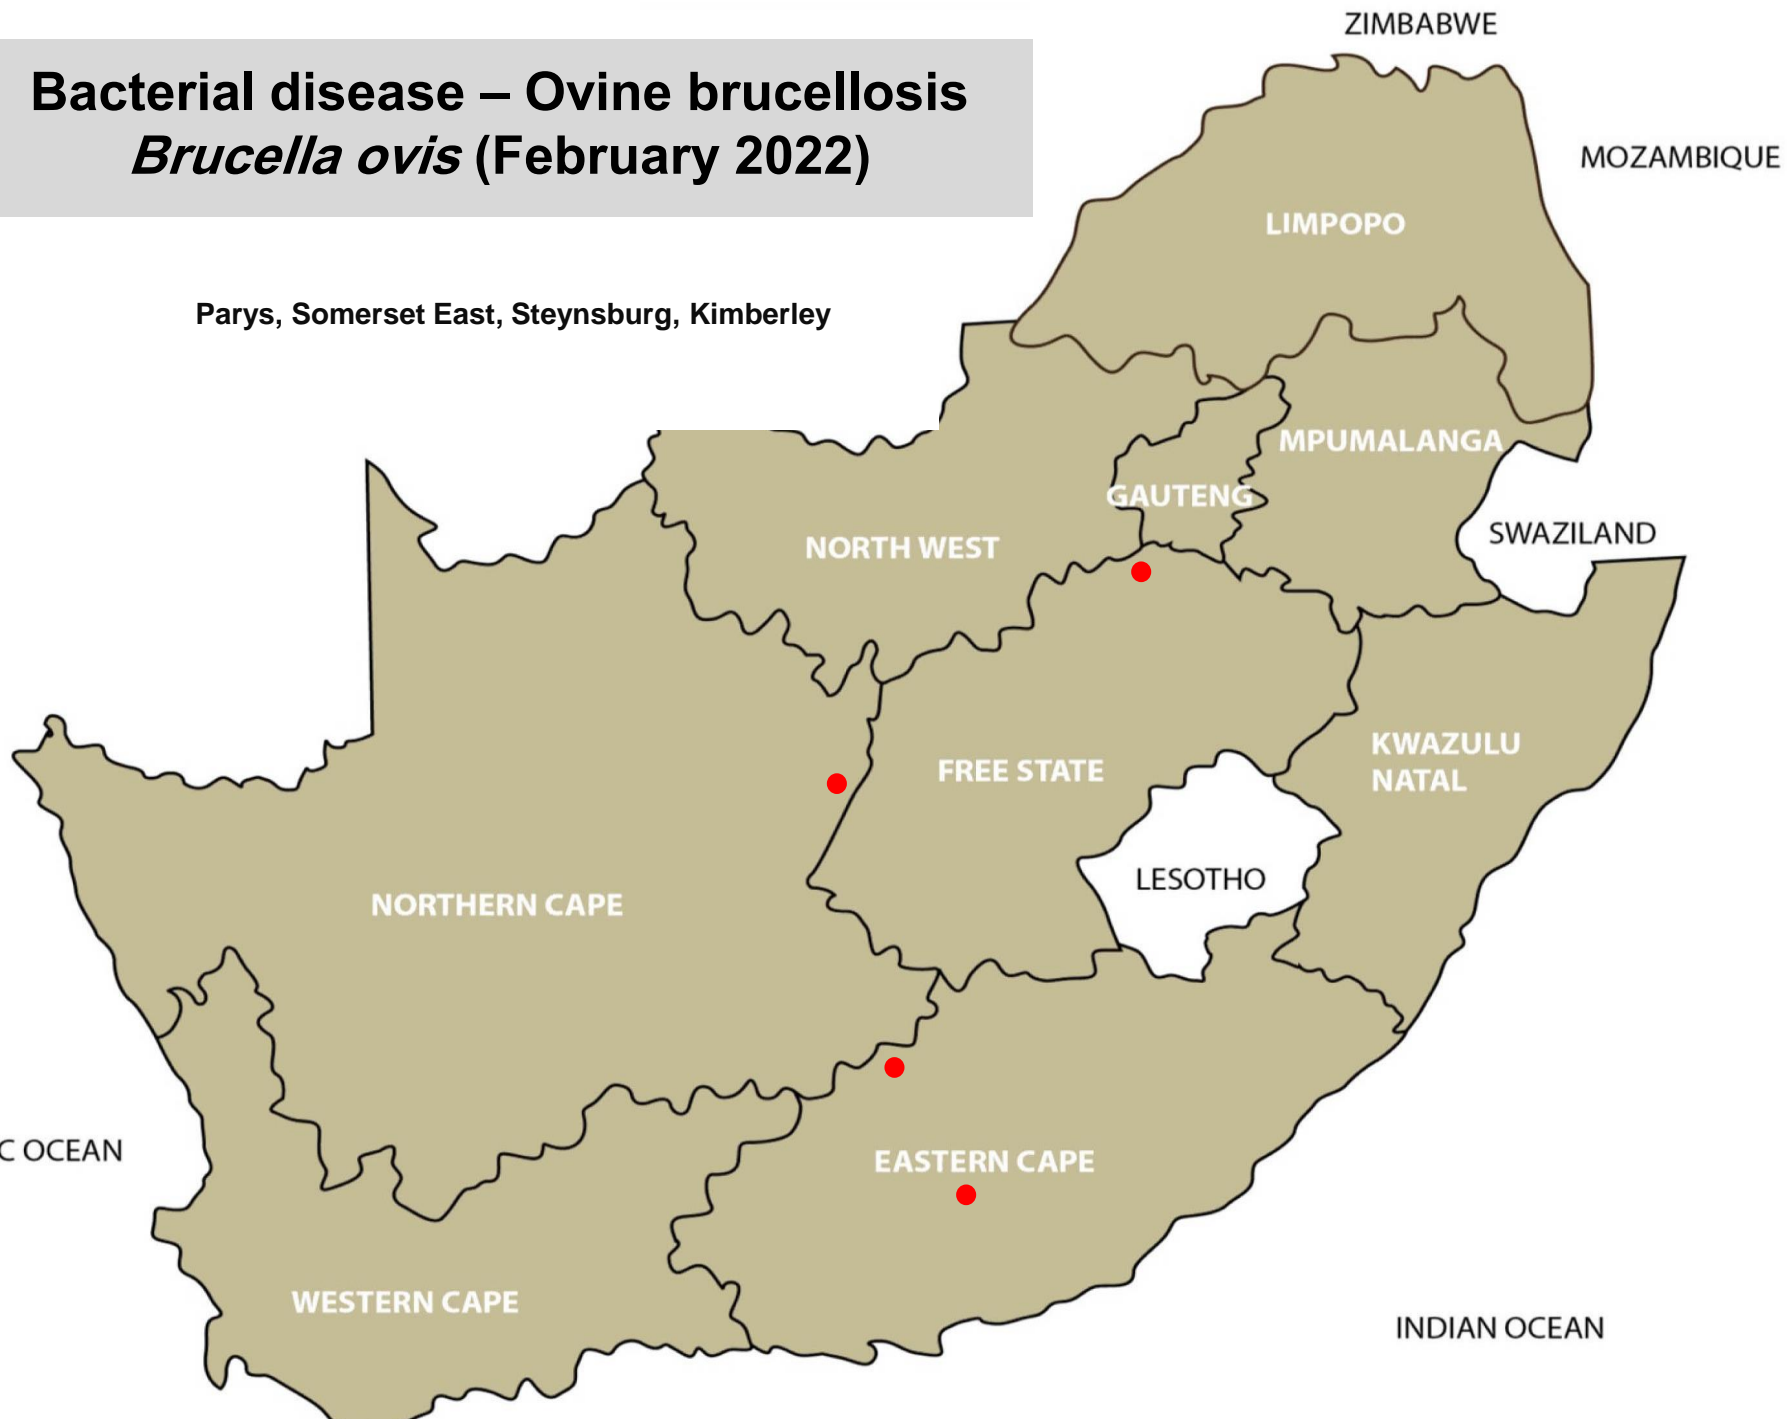 ZIMBABWE
Bacterial disease – Ovine brucellosis
Brucella ovis (February 2022)
MOZAMBIQUE
LIMPOPO
Parys, Somerset East, Steynsburg, Kimberley
MPUMALANGA
GAUTENG
SWAZILAND
NORTH WEST
KWAZULU
NATAL
FREE STATE
LESOTHO
NORTHERN CAPE
C OCEAN
EASTERN CAPE
WESTERN CAPE
INDIAN OCEAN